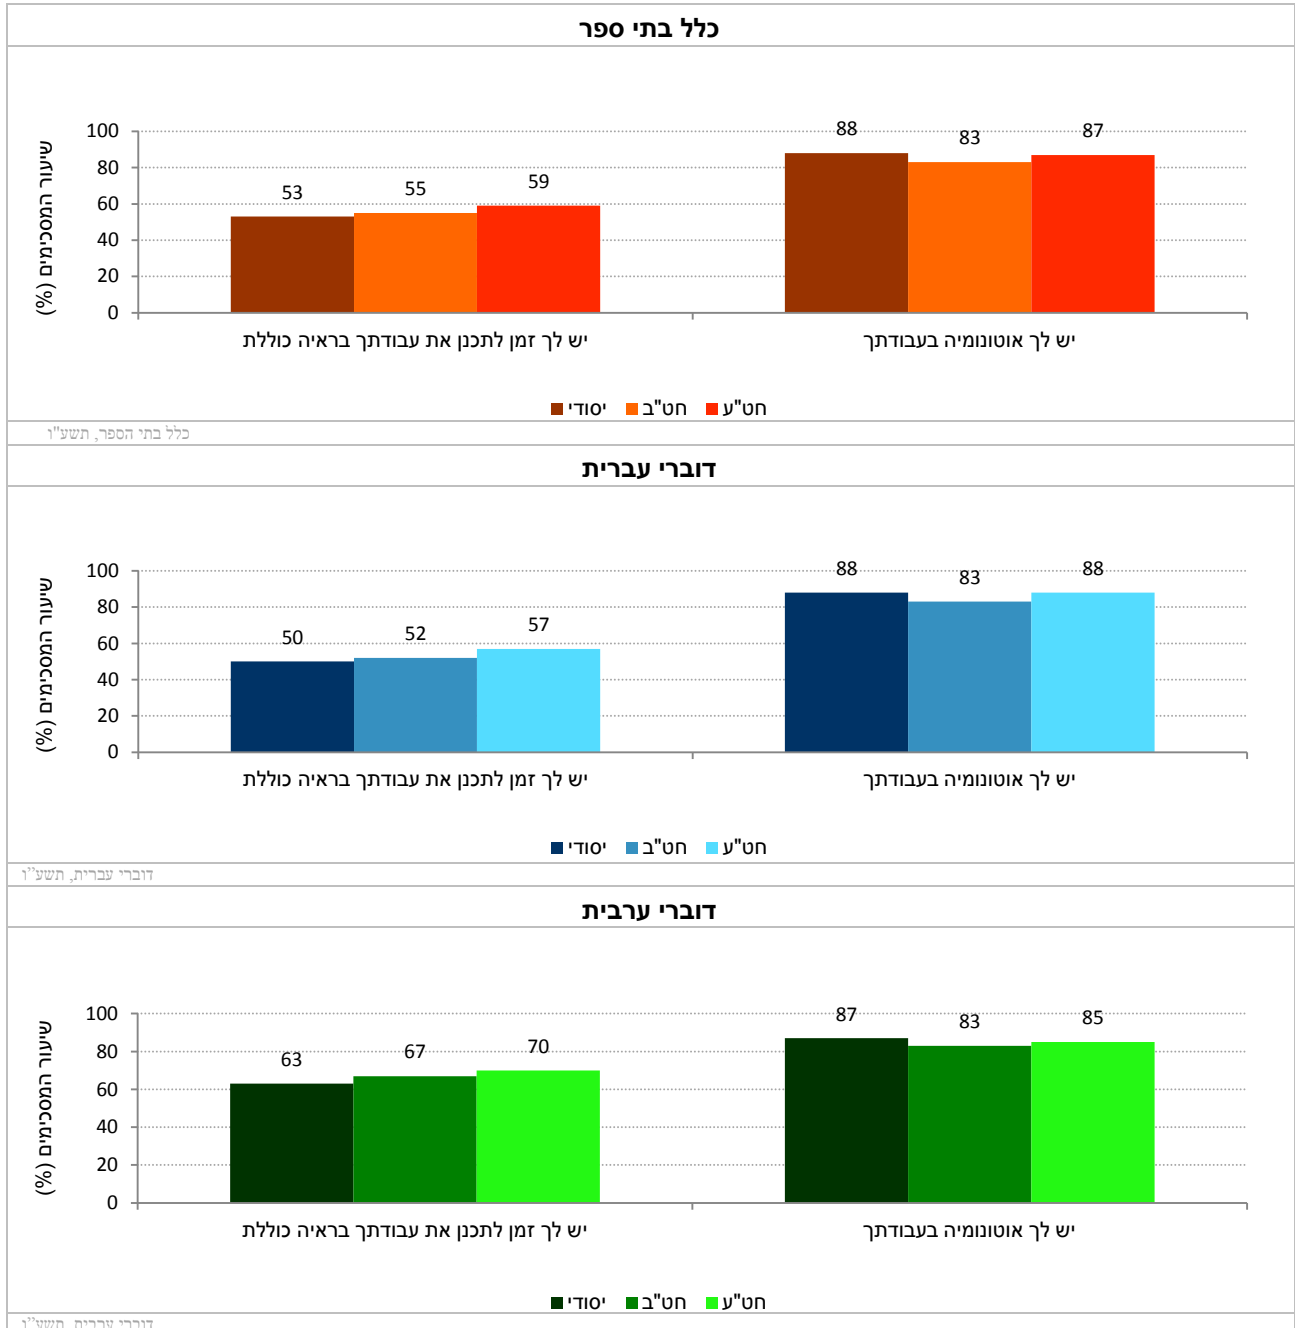 כלל בתי ספר
שיעור המסכימים (%)
100
80
60
40
20
0
53
55
59
88
83
87
יש לך זמן לתכנן את עבודתך בראיה כוללת
יש לך אוטונומיה בעבודתך
יסודי
חט"ב
חט"ע
כלל בתי הספר, תשע"ו
דוברי עברית
שיעור המסכימים (%)
100
80
60
40
20
0
50
52
57
88
83
88
יש לך זמן לתכנן את עבודתך בראיה כוללת
יש לך אוטונומיה בעבודתך
יסודי
חט"ב
חט"ע
דוברי עברית, תשע''ו
דוברי ערבית
שיעור המסכימים (%)
100
80
60
40
20
0
63
67
70
87
83
85
יש לך זמן לתכנן את עבודתך בראיה כוללת
יש לך אוטונומיה בעבודתך
יסודי
חט"ב
חט"ע
דוברי ערבית, תשע''ו